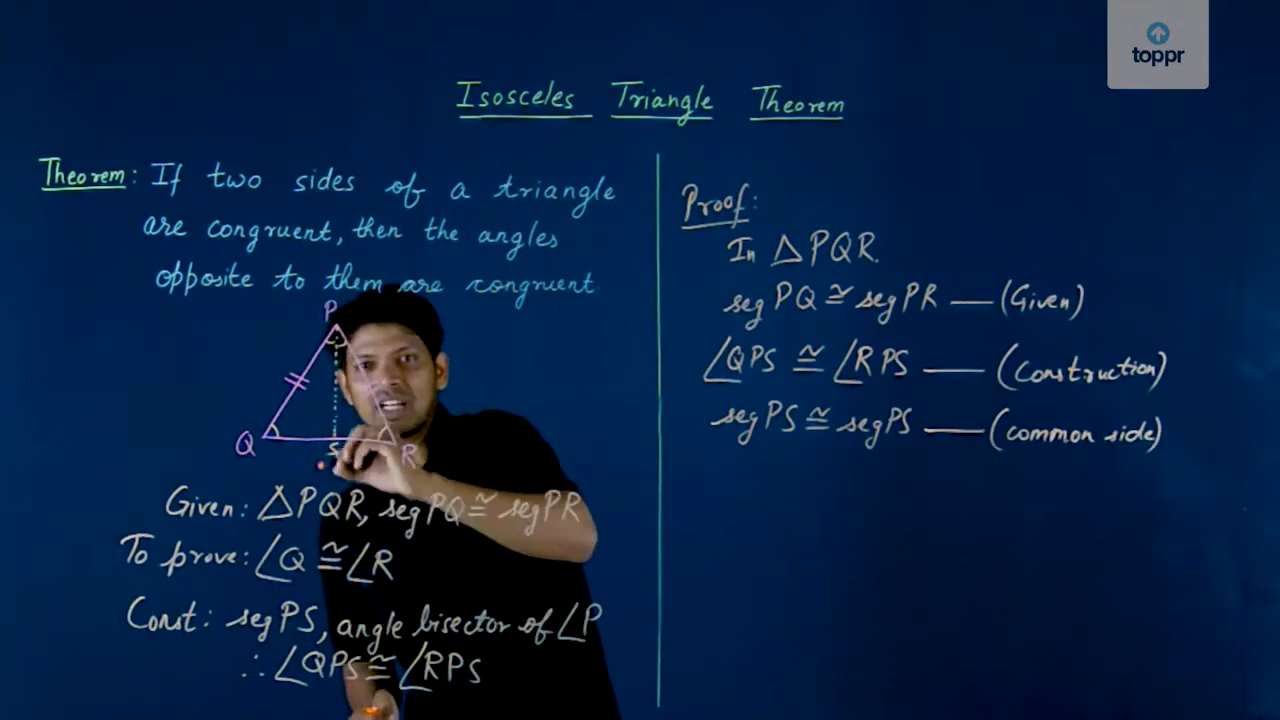 toppr
Isosceles Triangle Theorem
Theorem: If two sides of a triangle
are congruent, then the angles
opposite to them are congruent
P
Q
S
R
Given: △PQR, seg PQ ≅ seg PR
To prove: ∠Q ≅ ∠R
Const: seg PS, angle bisector of ∠P
∴ ∠QPS ≅ ∠RPS
Proof:
In △PQR.
seg PQ ≅ seg PR — (Given)
∠QPS ≅ ∠RPS — (Construction)
seg PS ≅ seg PS — (common side)